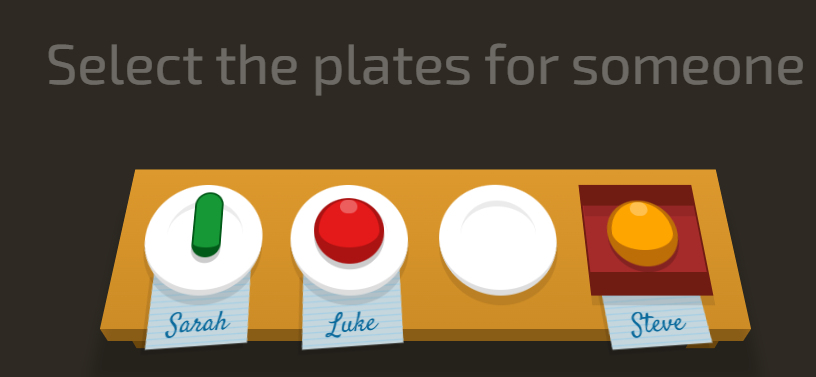 Select the plates for someone
Sarah
Luke
Steve